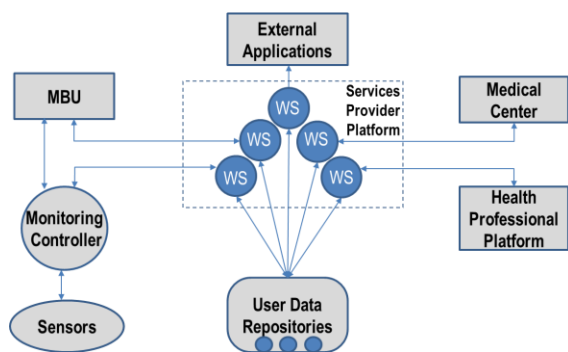 External
Applications
MBU
Services
Provider
Platform
Medical
Center
WS
WS
WS
WS
WS
Monitoring
Controller
Health
Professional
Platform
Sensors
User Data
Repositories